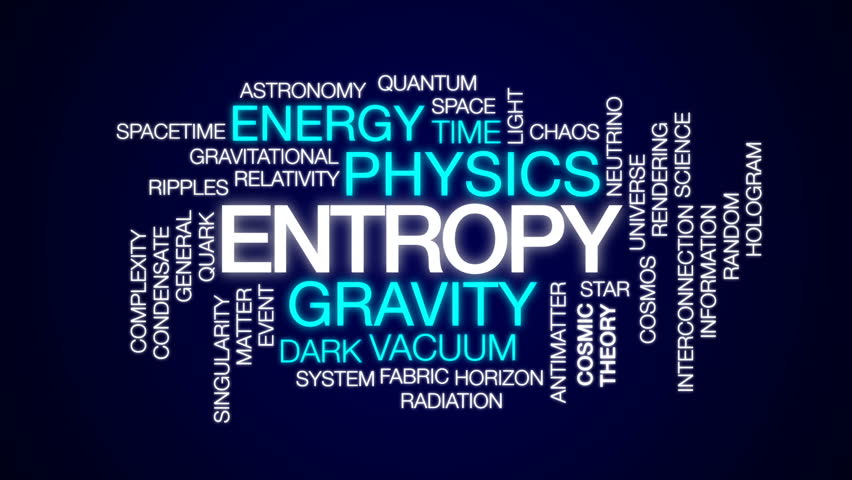 ASTRONOMY
QUANTUM
SPACETIME
ENERGY
SPACE
TIME
LIGHT
CHAOS
GRAVITATIONAL
RELATIVITY
RIPPLES
PHYSICS
NEUTRINO
UNIVERSE
RENDERING
SCIENCE
ENTROPY
COMPLEXITY
CONDENSATE
GENERAL
QUARK
GRAVITY
SINGULARITY
MATTER
EVENT
DARK
VACUUM
SYSTEM
FABRIC
HORIZON
RADIATION
ANTIMATTER
STAR
COSMIC
THEORY
COSMOS
INTERCONNECTION
INFORMATION
RANDOM
HOLOGRAM